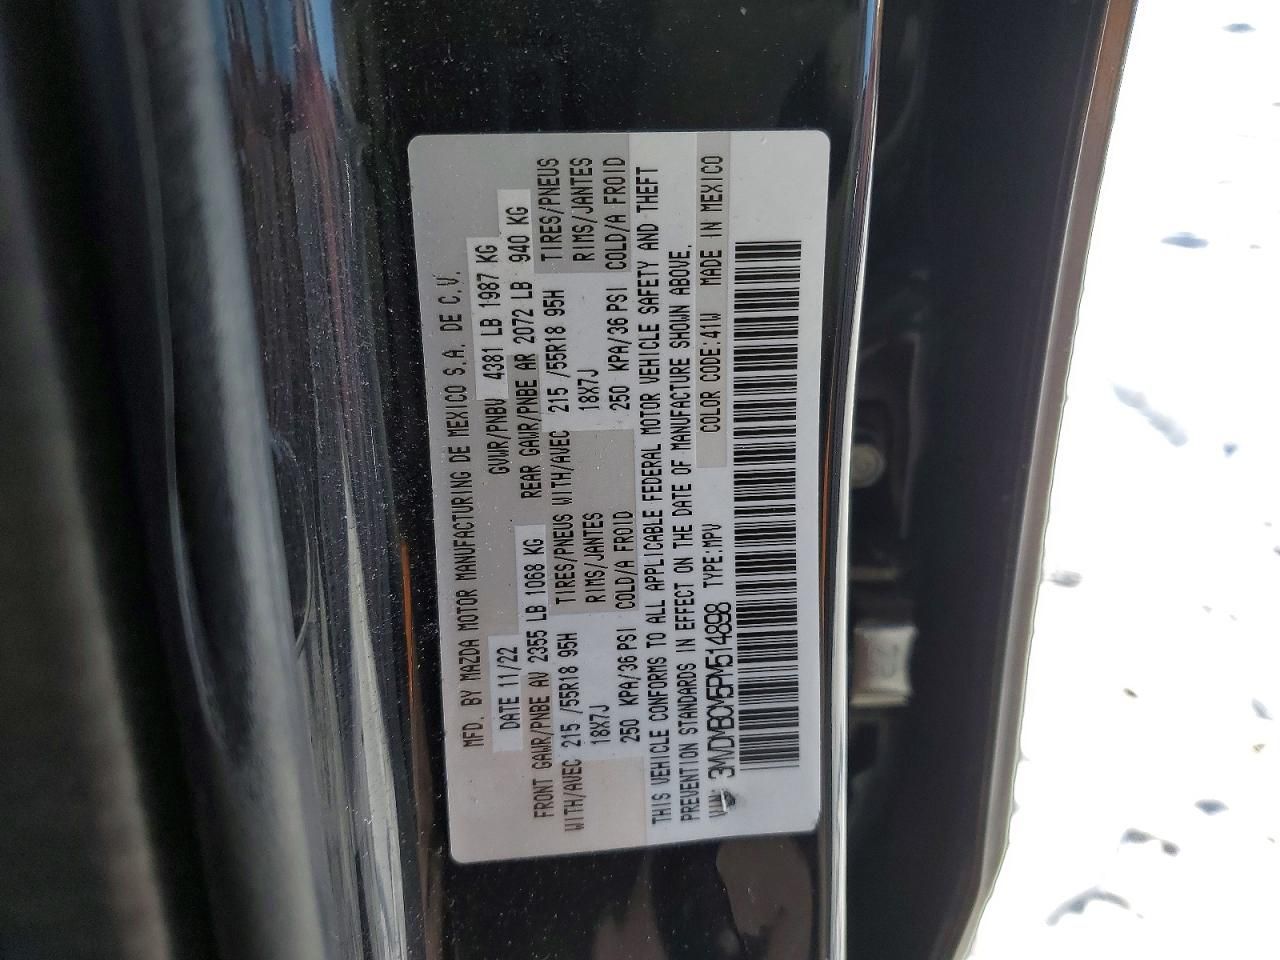 MFD. BY MAZDA MOTOR MANUFACTURING DE MEXICO S.A. DE C.V.
DATE 11/22 GVWR/PNBV 4381 LB 1987 KG
FRONT GAWR/PNBE AV 2355 LB 1068 KG REAR GAWR/PNBE AR 2072 LB 940 KG
WITH/AVEC 215 /55R18 95H TIRES/PNEUS WITH/AVEC 215 /55R18 95H TIRES/PNEUS
18X7J RIMS/JANTES 18X7J RIMS/JANTES
250 KPA/36 PSI COLD/A FROID 250 KPA/36 PSI COLD/A FROID
THIS VEHICLE CONFORMS TO ALL APPLICABLE FEDERAL MOTOR VEHICLE SAFETY AND THEFT
PREVENTION STANDARDS IN EFFECT ON THE DATE OF MANUFACTURE SHOWN ABOVE.
3MVDMBCM5PM514898 TYPE:MPV COLOR CODE:41W MADE IN MEXICO